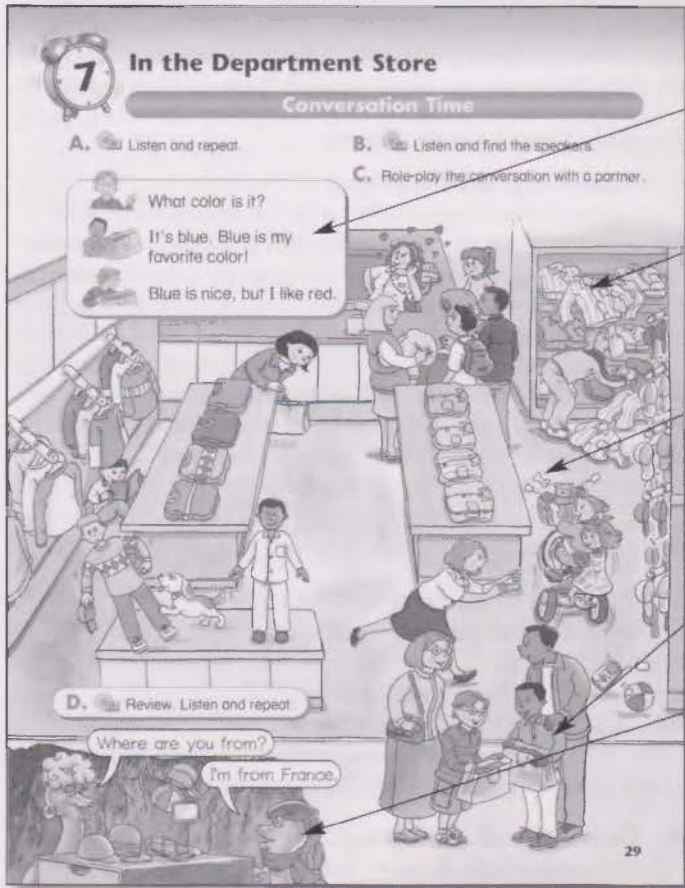 7
In the Department Store
Conversation Time
A. Listen and repeat.
B. Listen and find the speakers.
C. Role-play the conversation with a partner.
What color is it?
It's blue. Blue is my
favorite color!
Blue is nice, but I like red.
D. Review. Listen and repeat.
Where are you from?
I'm from France.
29